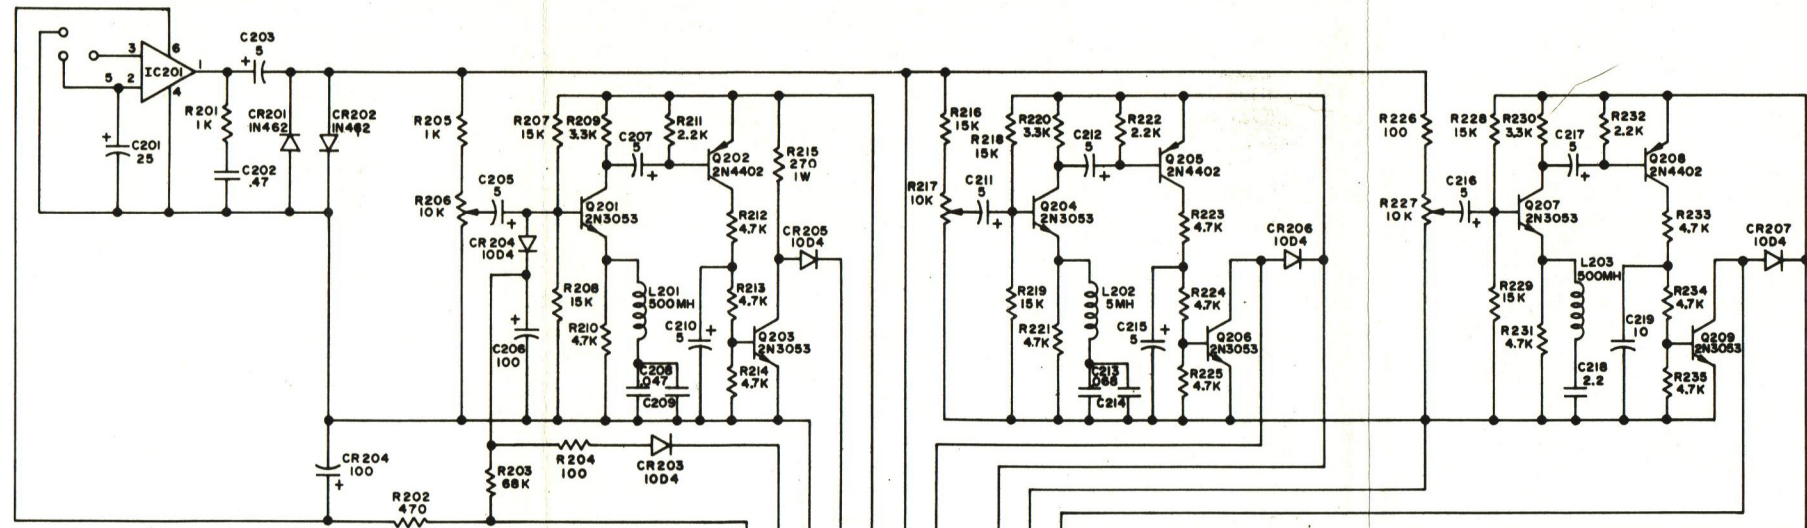 C203
5
3
6
IC201
1
5
2
4
R201
1K
CR201
IN462
CR202
IN462
C201
25
C202
.47
R205
1K
R206
10K
C205
5
CR204
10D4
C206
100
R207
15K
R209
3.3K
C207
5
R211
2.2K
Q202
2N4402
R215
270
1W
Q201
2N3053
R212
4.7K
CR205
10D4
R208
15K
L201
500MH
R210
4.7K
C210
5
R213
4.7K
Q203
2N3053
C208
.047
C209
R214
4.7K
CR204
100
R202
470
R203
68K
R204
100
CR203
10D4
R216
15K
R217
10K
C211
5
R218
15K
R220
3.3K
C212
5
R222
2.2K
Q205
2N4402
Q204
2N3053
R223
4.7K
CR206
10D4
R219
15K
L202
5MH
R221
4.7K
C215
5
R224
4.7K
Q206
2N3053
C213
.068
C214
R225
4.7K
R226
100
R227
10K
C216
5
R228
15K
R230
3.3K
C217
5
R232
2.2K
Q208
2N4402
Q207
2N3053
R233
4.7K
CR207
10D4
R229
15K
L203
500MH
R231
4.7K
C219
10
R234
4.7K
Q209
2N3053
C218
2.2
R235
4.7K